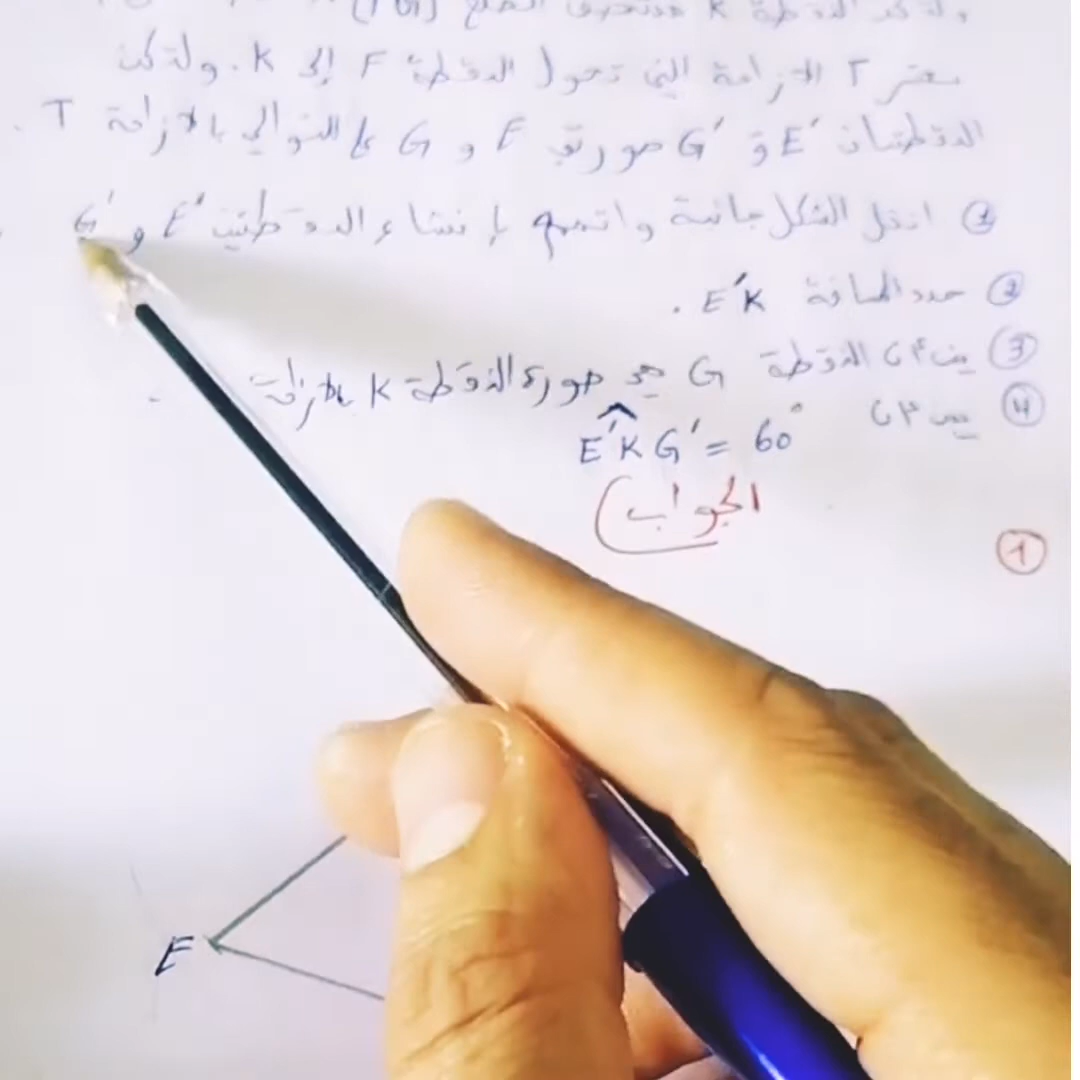 ولتكن النقطة K منتصف الضلع [FG]
نعتبر T الإزاحة التي تحول النقطة F إلى K. ولتكن
النقطتان E' و G' صورتي E و G على التوالي بالإزاحة T.
① انقل الشكل جانبه واتممه بإنشاء النقطتين E' و G'
② حدد المسافة E'K.
③ بين أن النقطة G هي صورة النقطة K بالإزاحة
④ بين أن
E'KG' = 60°
الجواب
①
E